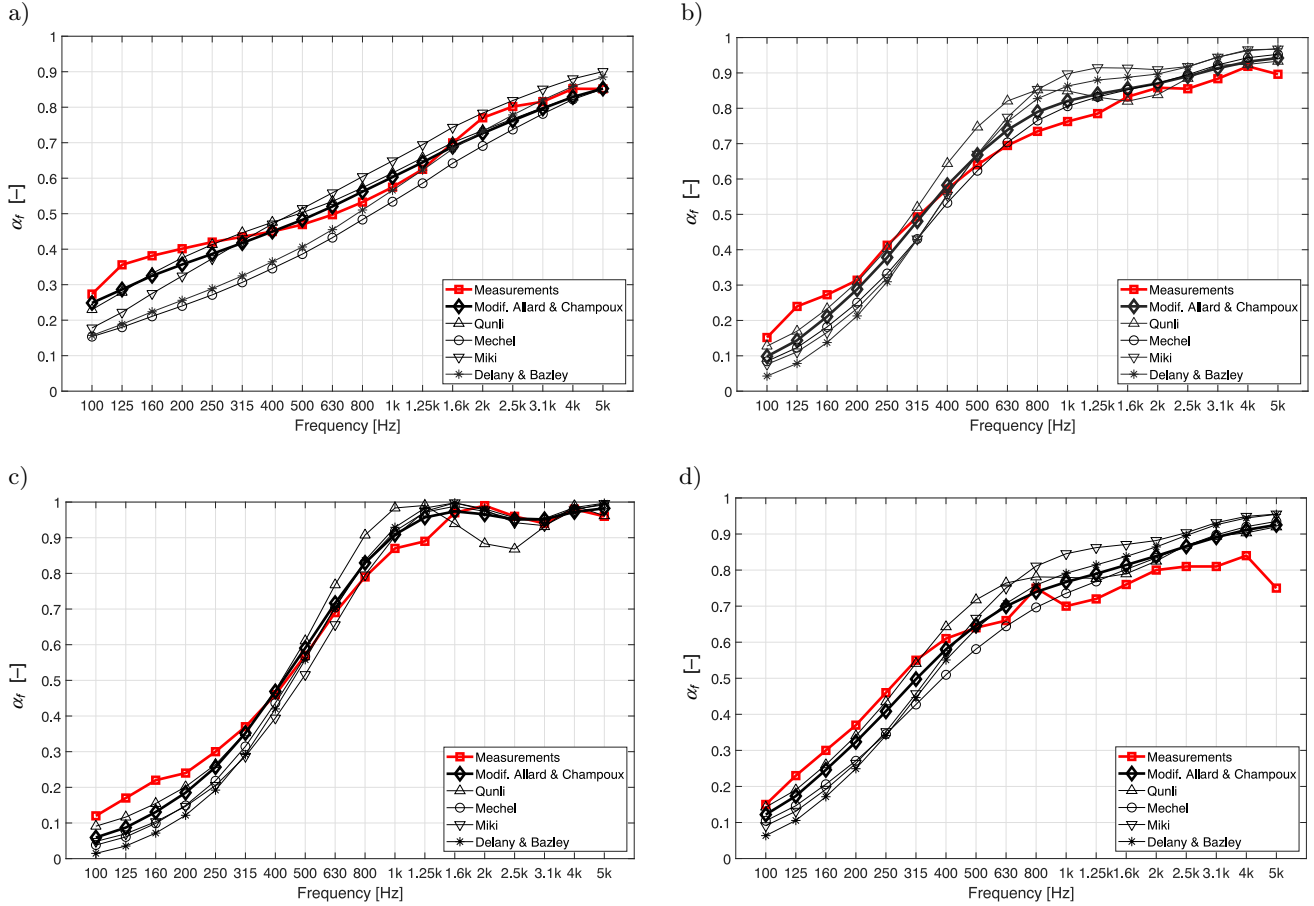 a)
1
0.9
0.8
0.7
0.6
0.5
0.4
0.3
0.2
0.1
0
α_f [–]
100 125 160 200 250 315 400 500 630 800 1k 1.25k 1.6k 2k 2.5k 3.1k 4k 5k
Frequency [Hz]
Measurements
Modif. Allard & Champoux
Qunli
Mechel
Miki
Delany & Bazley
b)
1
0.9
0.8
0.7
0.6
0.5
0.4
0.3
0.2
0.1
0
α_f [–]
100 125 160 200 250 315 400 500 630 800 1k 1.25k 1.6k 2k 2.5k 3.1k 4k 5k
Frequency [Hz]
Measurements
Modif. Allard & Champoux
Qunli
Mechel
Miki
Delany & Bazley
c)
1
0.9
0.8
0.7
0.6
0.5
0.4
0.3
0.2
0.1
0
α_f [–]
100 125 160 200 250 315 400 500 630 800 1k 1.25k 1.6k 2k 2.5k 3.1k 4k 5k
Frequency [Hz]
Measurements
Modif. Allard & Champoux
Qunli
Mechel
Miki
Delany & Bazley
d)
1
0.9
0.8
0.7
0.6
0.5
0.4
0.3
0.2
0.1
0
α_f [–]
100 125 160 200 250 315 400 500 630 800 1k 1.25k 1.6k 2k 2.5k 3.1k 4k 5k
Frequency [Hz]
Measurements
Modif. Allard & Champoux
Qunli
Mechel
Miki
Delany & Bazley